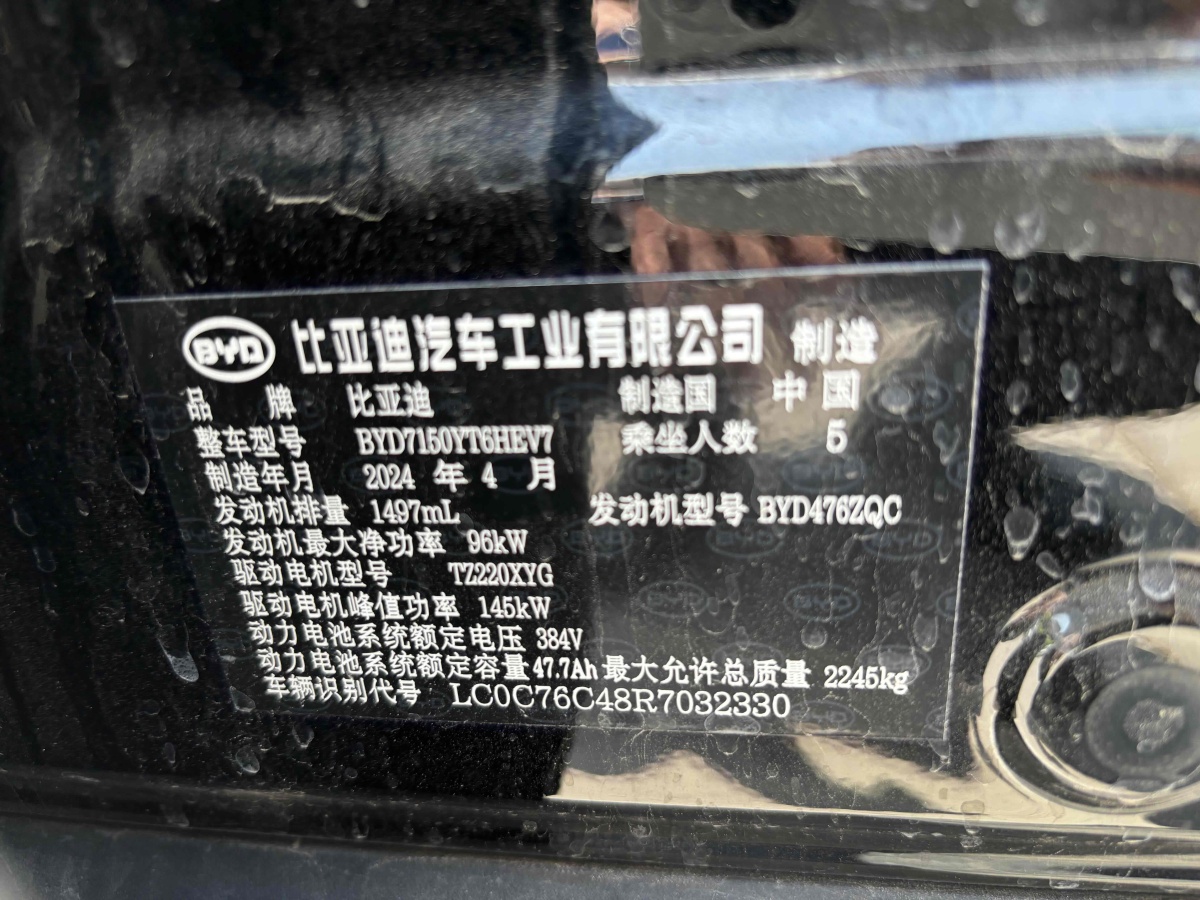 BYD 比亚迪汽车工业有限公司 制造
品 牌 比亚迪 制造国 中国
整车型号 BYD7150YT6HEV7 乘坐人数 5
制造年月 2024 年 4 月
发动机排量 1497mL 发动机型号 BYD476ZQC
发动机最大净功率 96kW
驱动电机型号 TZ220XYG
驱动电机峰值功率 145kW
动力电池系统额定电压 384V
动力电池系统额定容量 47.7Ah 最大允许总质量 2245kg
车辆识别代号 LC0C76C48R7032330